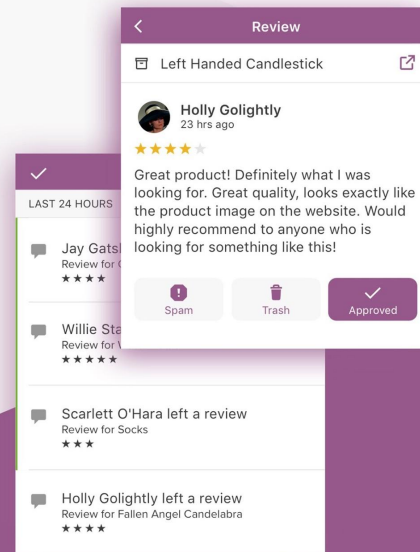 Review
Left Handed Candlestick
Holly Golightly
23 hrs ago
Great product! Definitely what I was
looking for. Great quality, looks exactly like
the product image on the website. Would
highly recommend to anyone who is
looking for something like this!
Spam
Trash
Approved
LAST 24 HOURS
Jay
Review for
Willie
Review for
Scarlett O'Hara left a review
Review for Socks
Holly Golightly left a review
Review for Fallen Angel Candelabra